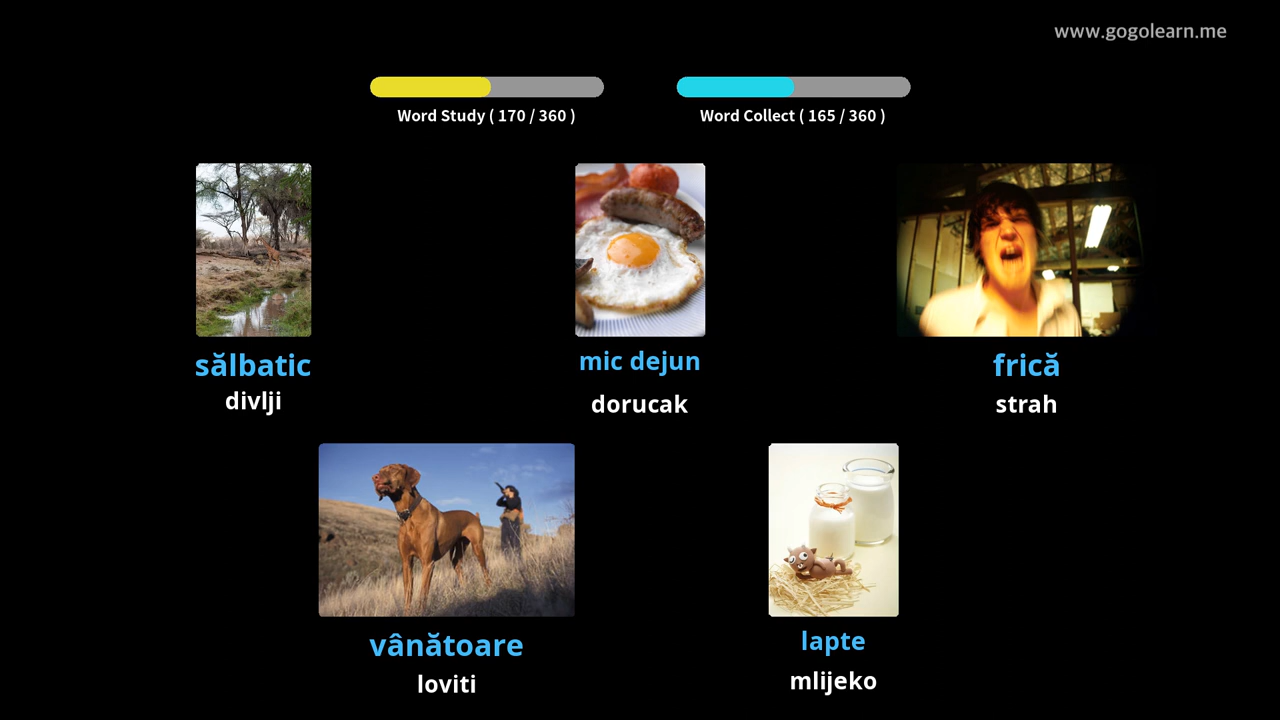 www.gogolearn.me
Word Study ( 170 / 360 )
Word Collect ( 165 / 360 )
sălbatic
divlji
mic dejun
dorucak
frică
strah
vânătoare
loviti
lapte
mlijeko